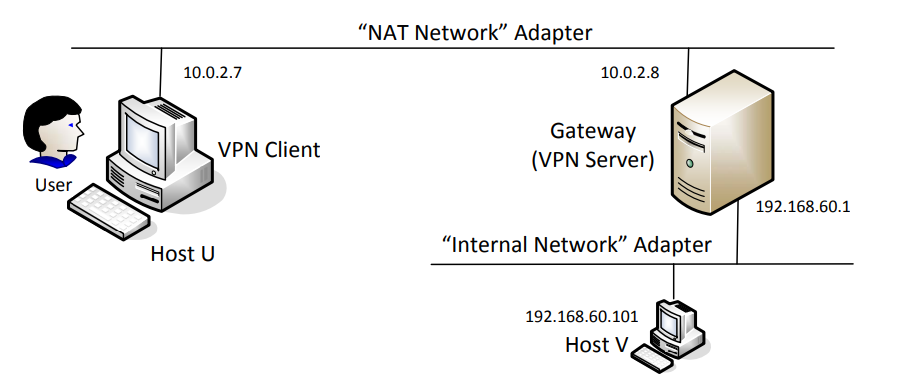 “NAT Network” Adapter
10.0.2.7
10.0.2.8
Gateway
(VPN Server)
VPN Client
User
192.168.60.1
Host U
“Internal Network” Adapter
192.168.60.101
Host V